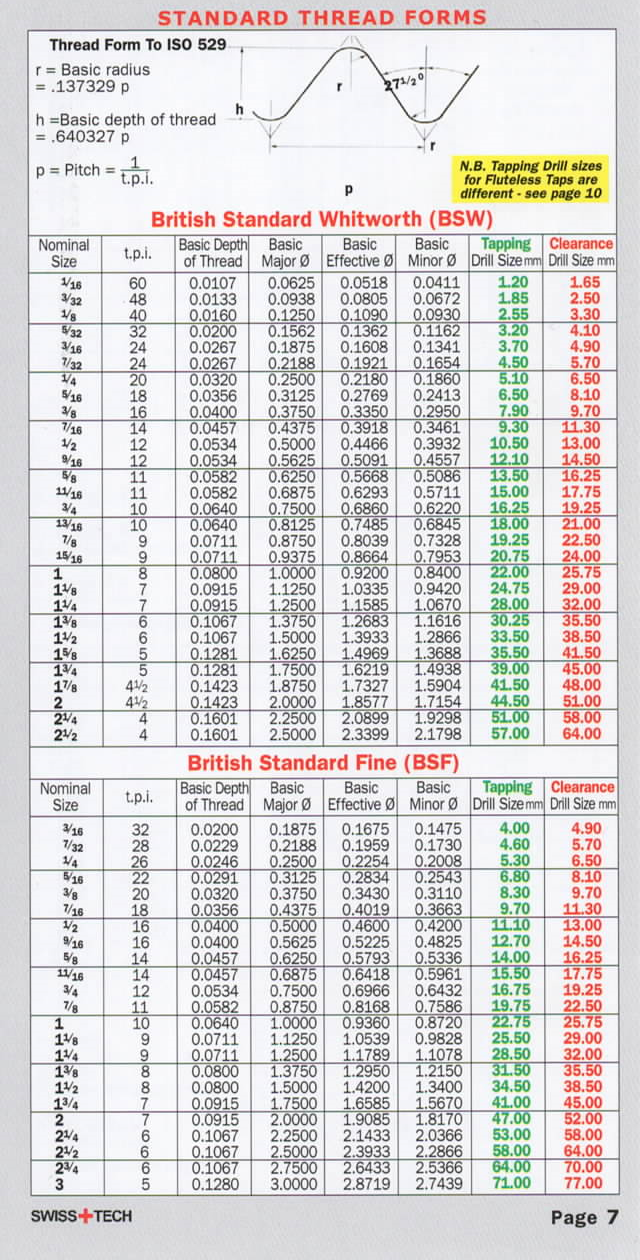 STANDARD THREAD FORMS
Thread Form To ISO 529
r = Basic radius
= .137329 p
h =Basic depth of thread
= .640327 p
p = Pitch = 1/t.p.i.
h
r
27 1/2°
r
p
N.B. Tapping Drill sizes
for Fluteless Taps are
different - see page 10
British Standard Whitworth (BSW)
Nominal Size t.p.i. Basic Depth of Thread Basic Major Ø Basic Effective Ø Basic Minor Ø Tapping Drill Size mm Clearance Drill Size mm
1/16 60 0.0107 0.0625 0.0518 0.0411 1.20 1.65
3/32 48 0.0133 0.0938 0.0805 0.0672 1.85 2.50
1/8 40 0.0160 0.1250 0.1090 0.0930 2.55 3.30
5/32 32 0.0200 0.1562 0.1362 0.1162 3.20 4.10
3/16 24 0.0267 0.1875 0.1608 0.1341 3.70 4.90
7/32 24 0.0267 0.2188 0.1921 0.1654 4.50 5.70
1/4 20 0.0320 0.2500 0.2180 0.1860 5.10 6.50
5/16 18 0.0356 0.3125 0.2769 0.2413 6.50 8.10
3/8 16 0.0400 0.3750 0.3350 0.2950 7.90 9.70
7/16 14 0.0457 0.4375 0.3918 0.3461 9.30 11.30
1/2 12 0.0534 0.5000 0.4466 0.3932 10.50 13.00
9/16 12 0.0534 0.5625 0.5091 0.4557 12.10 14.50
5/8 11 0.0582 0.6250 0.5668 0.5086 13.50 16.25
11/16 11 0.0582 0.6875 0.6293 0.5711 15.00 17.75
3/4 10 0.0640 0.7500 0.6860 0.6220 16.25 19.25
13/16 10 0.0640 0.8125 0.7485 0.6845 18.00 21.00
7/8 9 0.0711 0.8750 0.8039 0.7328 19.25 22.50
15/16 9 0.0711 0.9375 0.8664 0.7953 20.75 24.00
1 8 0.0800 1.0000 0.9200 0.8400 22.00 25.75
1 1/8 7 0.0915 1.1250 1.0335 0.9420 24.75 29.00
1 1/4 7 0.0915 1.2500 1.1585 1.0670 28.00 32.00
1 3/8 6 0.1067 1.3750 1.2683 1.1616 30.25 35.50
1 1/2 6 0.1067 1.5000 1.3933 1.2866 33.50 38.50
1 5/8 5 0.1281 1.6250 1.4969 1.3688 35.50 41.50
1 3/4 5 0.1281 1.7500 1.6219 1.4938 39.00 45.00
1 7/8 4 1/2 0.1423 1.8750 1.7327 1.5904 41.50 48.00
2 4 1/2 0.1423 2.0000 1.8577 1.7154 44.50 51.00
2 1/4 4 0.1601 2.2500 2.0899 1.9298 51.00 58.00
2 1/2 4 0.1601 2.5000 2.3399 2.1798 57.00 64.00
British Standard Fine (BSF)
Nominal Size t.p.i. Basic Depth of Thread Basic Major Ø Basic Effective Ø Basic Minor Ø Tapping Drill Size mm Clearance Drill Size mm
3/16 32 0.0200 0.1875 0.1675 0.1475 4.00 4.90
7/32 28 0.0229 0.2188 0.1959 0.1730 4.60 5.70
1/4 26 0.0246 0.2500 0.2254 0.2008 5.30 6.50
5/16 22 0.0291 0.3125 0.2834 0.2543 6.80 8.10
3/8 20 0.0320 0.3750 0.3430 0.3110 8.30 9.70
7/16 18 0.0356 0.4375 0.4019 0.3663 9.70 11.30
1/2 16 0.0400 0.5000 0.4600 0.4200 11.10 13.00
9/16 16 0.0400 0.5625 0.5225 0.4825 12.70 14.50
5/8 14 0.0457 0.6250 0.5793 0.5336 14.00 16.25
11/16 14 0.0457 0.6875 0.6418 0.5961 15.50 17.75
3/4 12 0.0534 0.7500 0.6966 0.6432 16.75 19.25
7/8 11 0.0582 0.8750 0.8168 0.7586 19.75 22.50
1 10 0.0640 1.0000 0.9360 0.8720 22.75 25.75
1 1/8 9 0.0711 1.1250 1.0539 0.9828 25.50 29.00
1 1/4 9 0.0711 1.2500 1.1789 1.1078 28.50 32.00
1 3/8 8 0.0800 1.3750 1.2950 1.2150 31.50 35.50
1 1/2 8 0.0800 1.5000 1.4200 1.3400 34.50 38.50
1 3/4 7 0.0915 1.7500 1.6585 1.5670 41.00 45.00
2 7 0.0915 2.0000 1.9085 1.8170 47.00 52.00
2 1/4 6 0.1067 2.2500 2.1433 2.0366 53.00 58.00
2 1/2 6 0.1067 2.5000 2.3933 2.2866 58.00 64.00
2 3/4 6 0.1067 2.7500 2.6433 2.5366 64.00 70.00
3 5 0.1280 3.0000 2.8719 2.7439 71.00 77.00
SWISS+TECH
Page 7